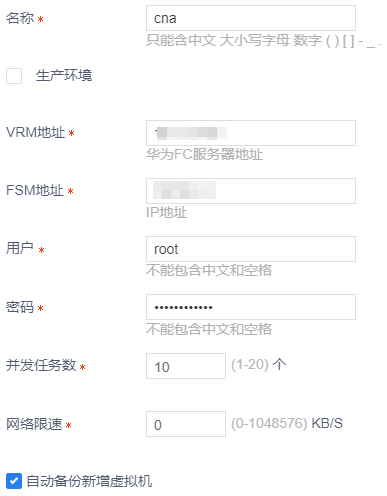 名称 * cna
只能含中文 大小写字母 数字 ( ) [ ] - _ .
生产环境
VRM地址 *
华为FC服务器地址
FSM地址 *
IP地址
用户 * root
不能包含中文和空格
密码 * ••••••••••••
不能包含中文和空格
并发任务数 * 10 (1-20) 个
网络限速 * 0 (0-1048576) KB/S
自动备份新增虚拟机